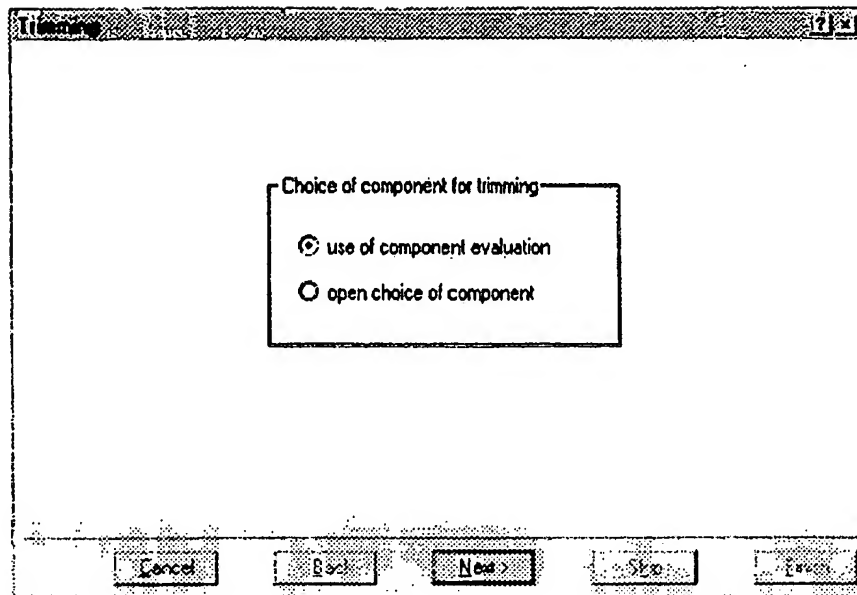 Trimming
Choice of component for trimming
use of component evaluation
open choice of component
Cancel
Back
Next >